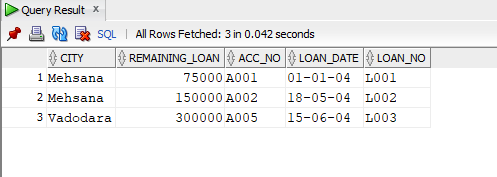 Query Result x
SQL | All Rows Fetched: 3 in 0.042 seconds
CITY REMAINING_LOAN ACC_NO LOAN_DATE LOAN_NO
1 Mehsana 75000 A001 01-01-04 L001
2 Mehsana 150000 A002 18-05-04 L002
3 Vadodara 300000 A005 15-06-04 L003